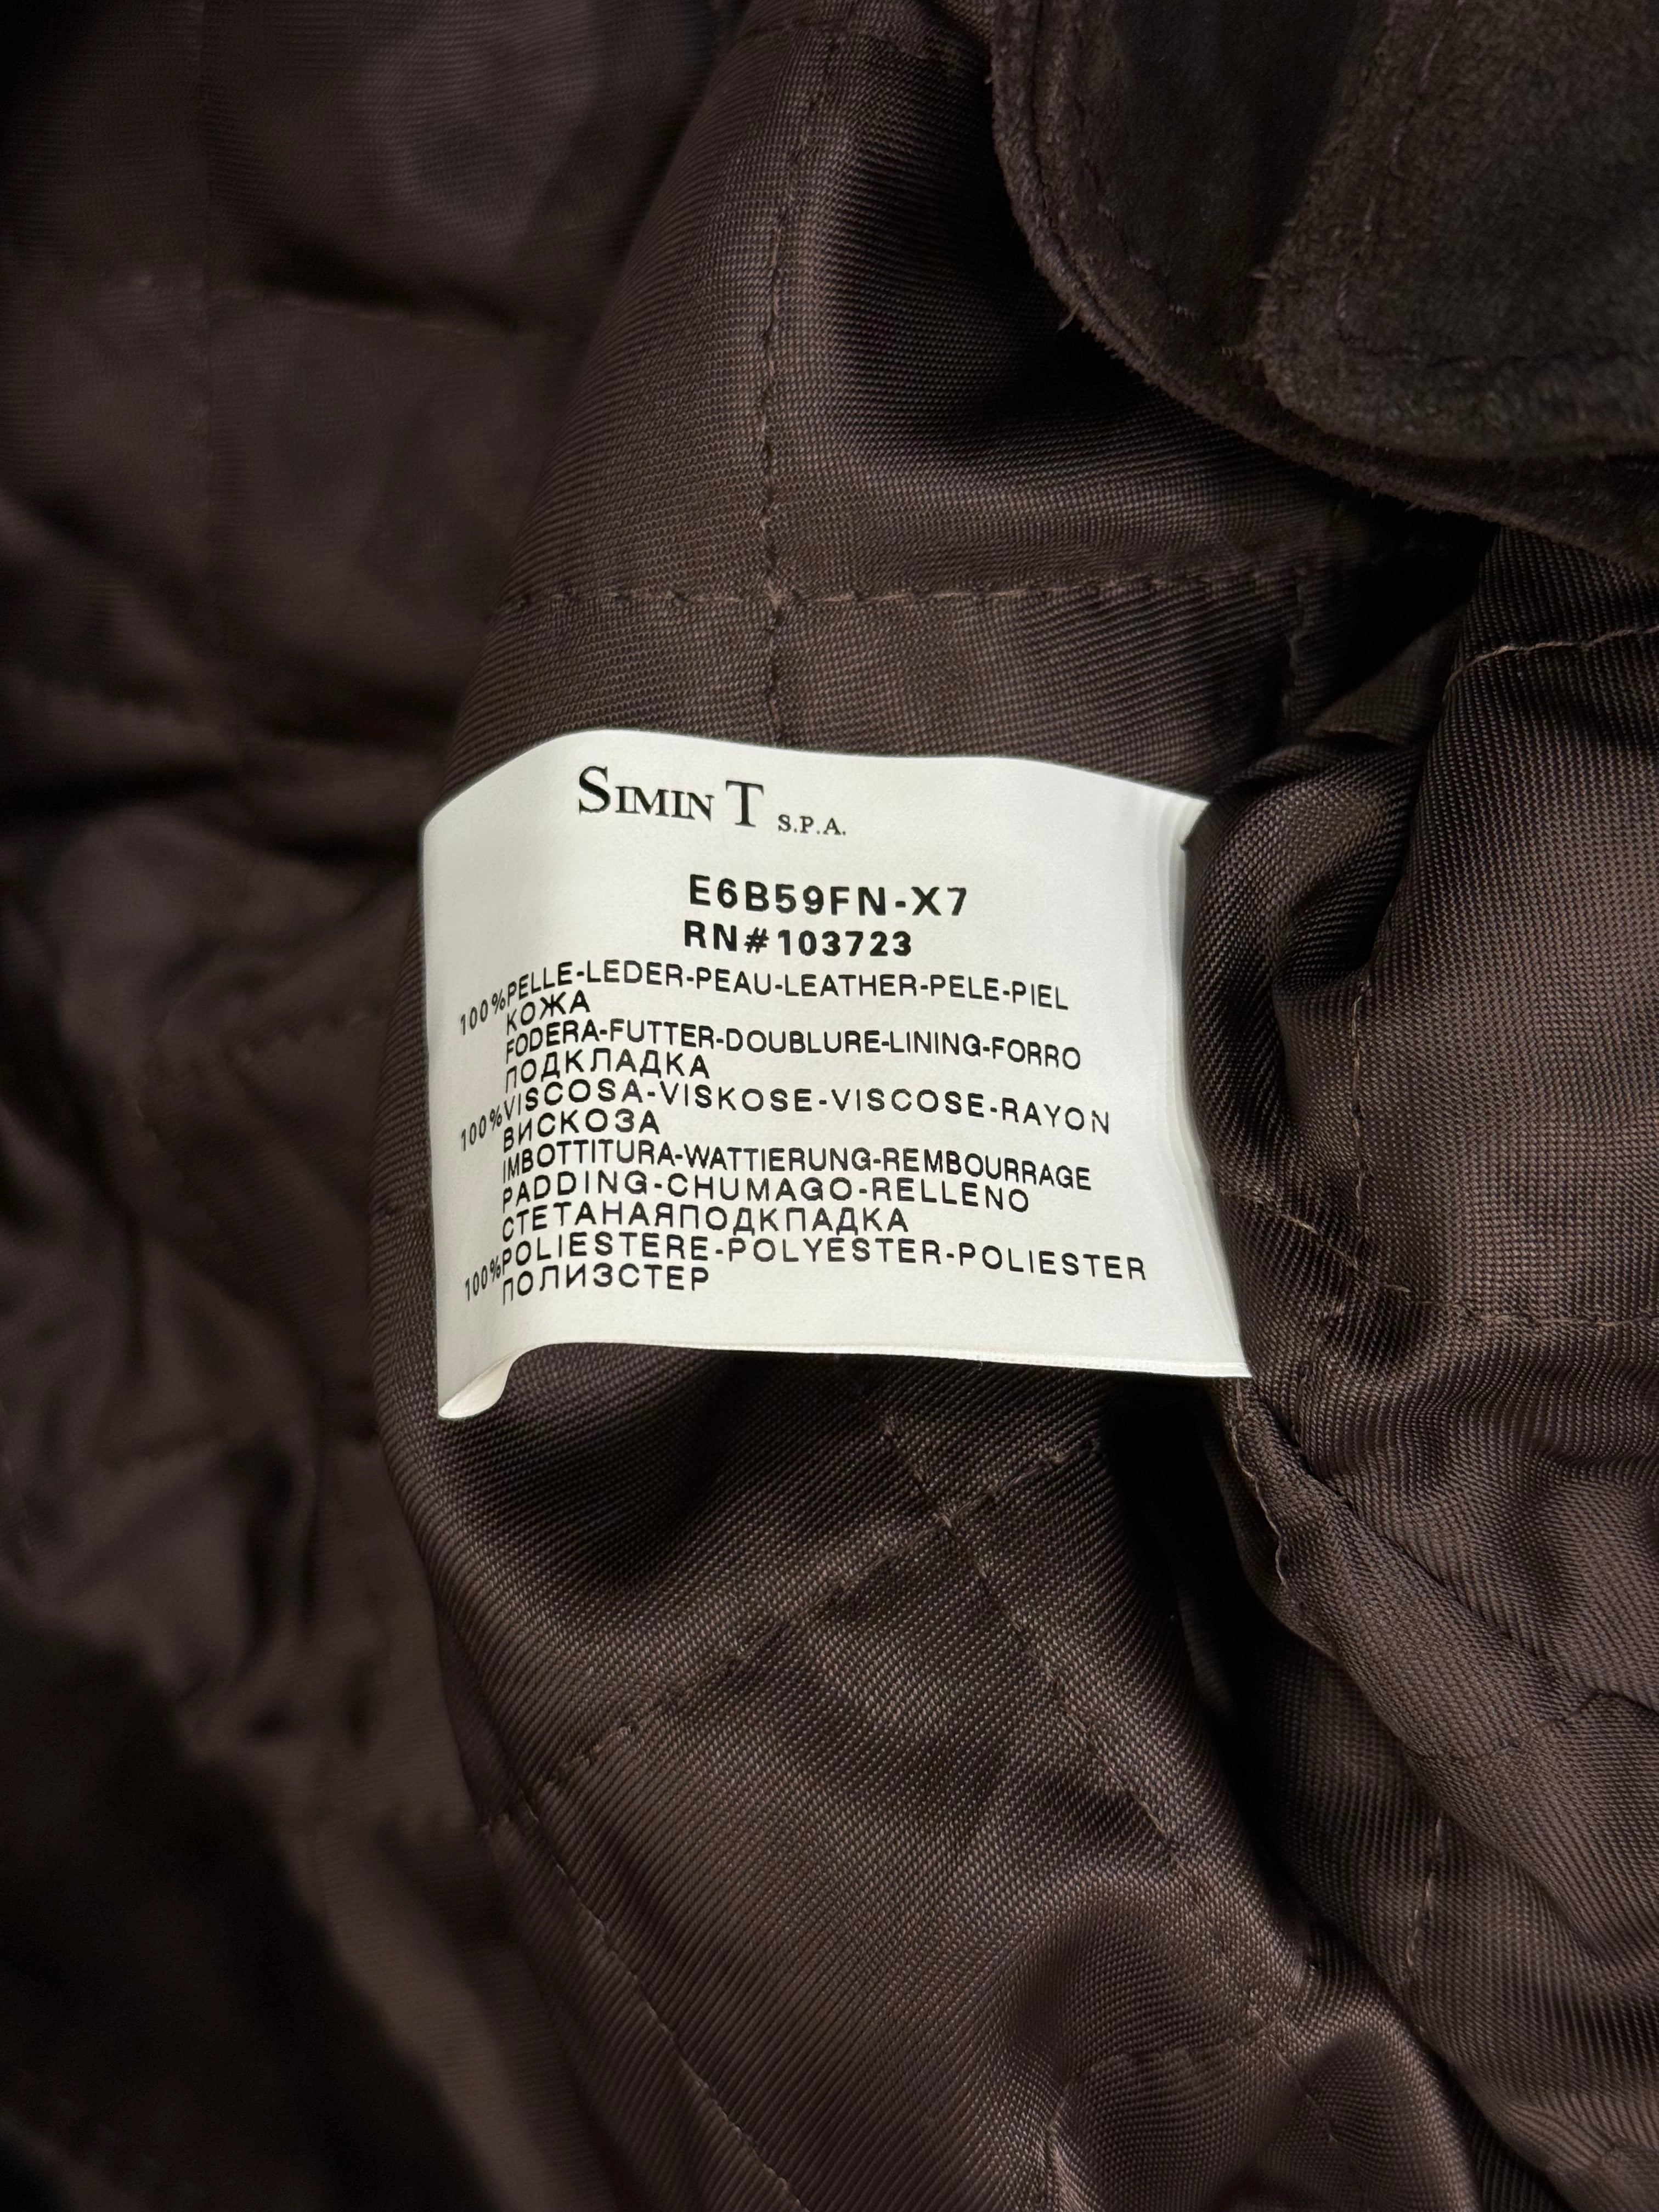 SIMIN T S.P.A.
E6B59FN-X7
RN#103723
100% PELLE-LEDER-PEAU-LEATHER-PELE-PIEL
КОЖА
FODERA-FUTTER-DOUBLURE-LINING-FORRO
ПОДКЛАДКА
100% VISCOSA-VISKOSE-VISCOSE-RAYON
ВИСКОЗА
IMBOTTITURA-WATTIERUNG-REMBOURRAGE
PADDING-CHUMAGO-RELLENO
СТЕТАНАЯПОДКПАДКА
100% POLIESTERE-POLYESTER-POLIESTER
ПОЛИЗСТЕР